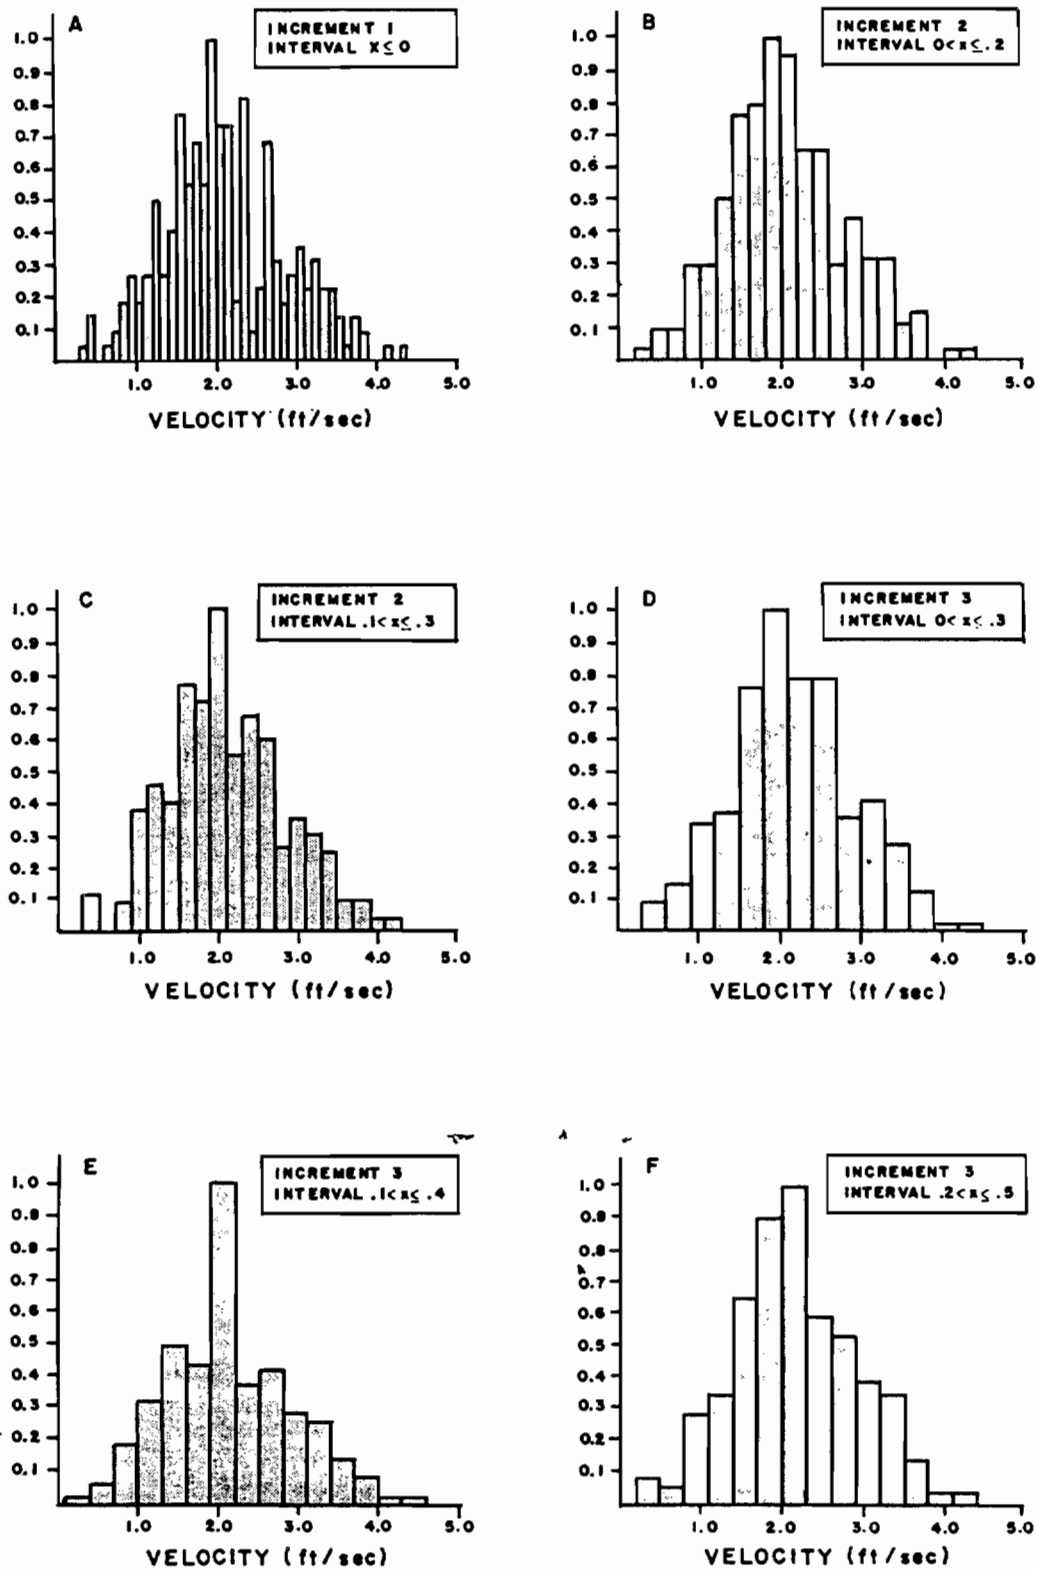 A
INCREMENT 1
INTERVAL X≤0
1.0
0.9
0.8
0.7
0.6
0.5
0.4
0.3
0.2
0.1
1.0 2.0 3.0 4.0 5.0
VELOCITY (ft/sec)
B
INCREMENT 2
INTERVAL 0<x≤.2
1.0
0.9
0.8
0.7
0.6
0.5
0.4
0.3
0.2
0.1
1.0 2.0 3.0 4.0 5.0
VELOCITY (ft/sec)
C
INCREMENT 2
INTERVAL .1<x≤.3
1.0
0.9
0.8
0.7
0.6
0.5
0.4
0.3
0.2
0.1
1.0 2.0 3.0 4.0 5.0
VELOCITY (ft/sec)
D
INCREMENT 3
INTERVAL 0<x≤.3
1.0
0.9
0.8
0.7
0.6
0.5
0.4
0.3
0.2
0.1
1.0 2.0 3.0 4.0 5.0
VELOCITY (ft/sec)
E
INCREMENT 3
INTERVAL .1<x≤.4
1.0
0.9
0.8
0.7
0.6
0.5
0.4
0.3
0.2
0.1
1.0 2.0 3.0 4.0 5.0
VELOCITY (ft/sec)
F
INCREMENT 3
INTERVAL .2<x≤.5
1.0
0.9
0.8
0.7
0.6
0.5
0.4
0.3
0.2
0.1
1.0 2.0 3.0 4.0 5.0
VELOCITY (ft/sec)